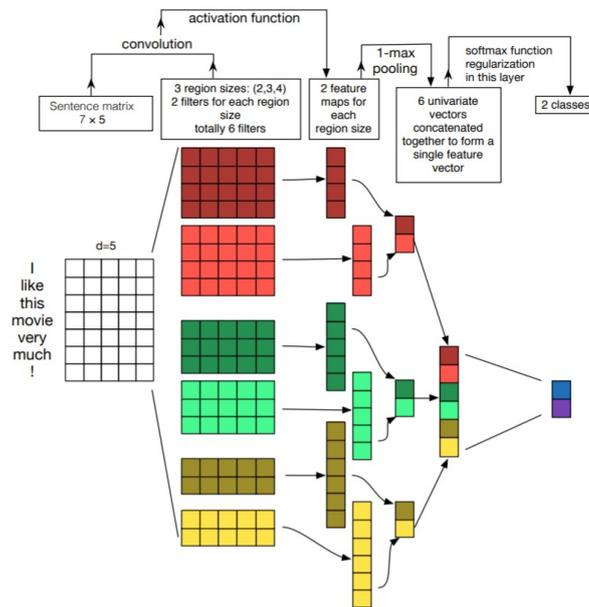 activation function
convolution
1-max
pooling
softmax function
regularization
in this layer
3 region sizes: (2,3,4)
2 filters for each region
size
totally 6 filters
2 feature
maps for
each
region size
6 univariate
vectors
concatenated
together to form a
single feature
vector
2 classes
Sentence matrix
7 × 5
d=5
I
like
this
movie
very
much
!